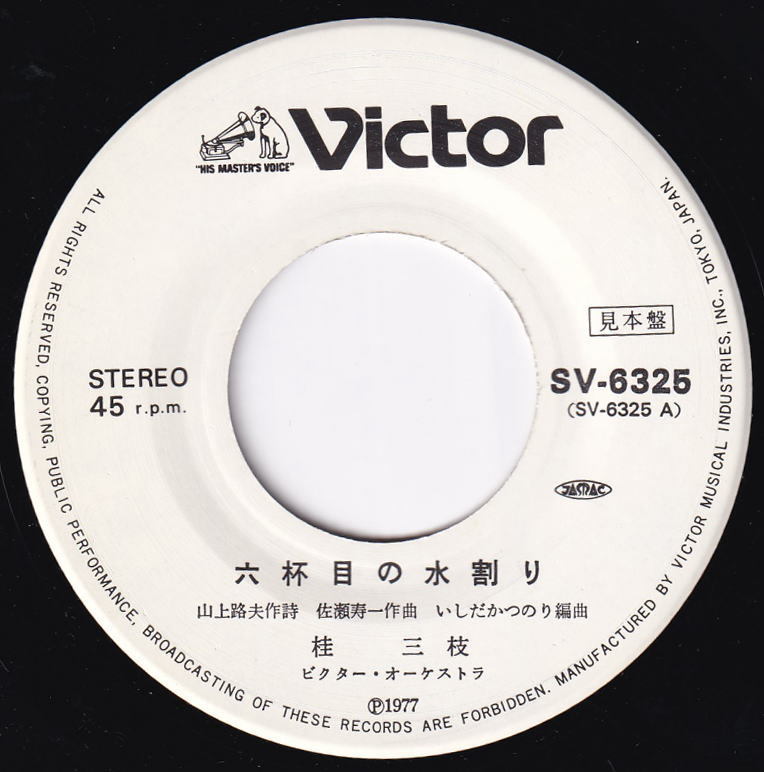 Victor
"HIS MASTER'S VOICE"
見本盤
STEREO
45 r.p.m.
SV-6325
(SV-6325 A)
JASRAC
六杯目の水割り
山上路夫作詩 佐瀬寿一作曲 いしだかつのり編曲
桂 三枝
ビクター・オーケストラ
Ⓟ1977
ALL RIGHTS RESERVED, COPYING, PUBLIC PERFORMANCE, BROADCASTING OF THESE RECORDS ARE FORBIDDEN. MANUFACTURED BY VICTOR MUSICAL INDUSTRIES, INC., TOKYO, JAPAN.